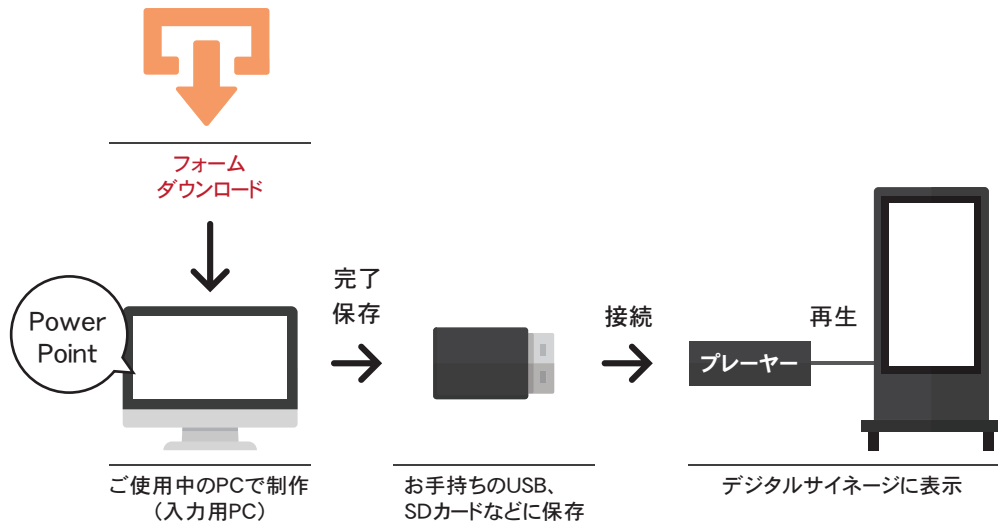 フォーム
ダウンロード
Power
Point
完了
保存
接続
再生
プレーヤー
ご使用中のPCで制作
（入力用PC）
お手持ちのUSB、
SDカードなどに保存
デジタルサイネージに表示